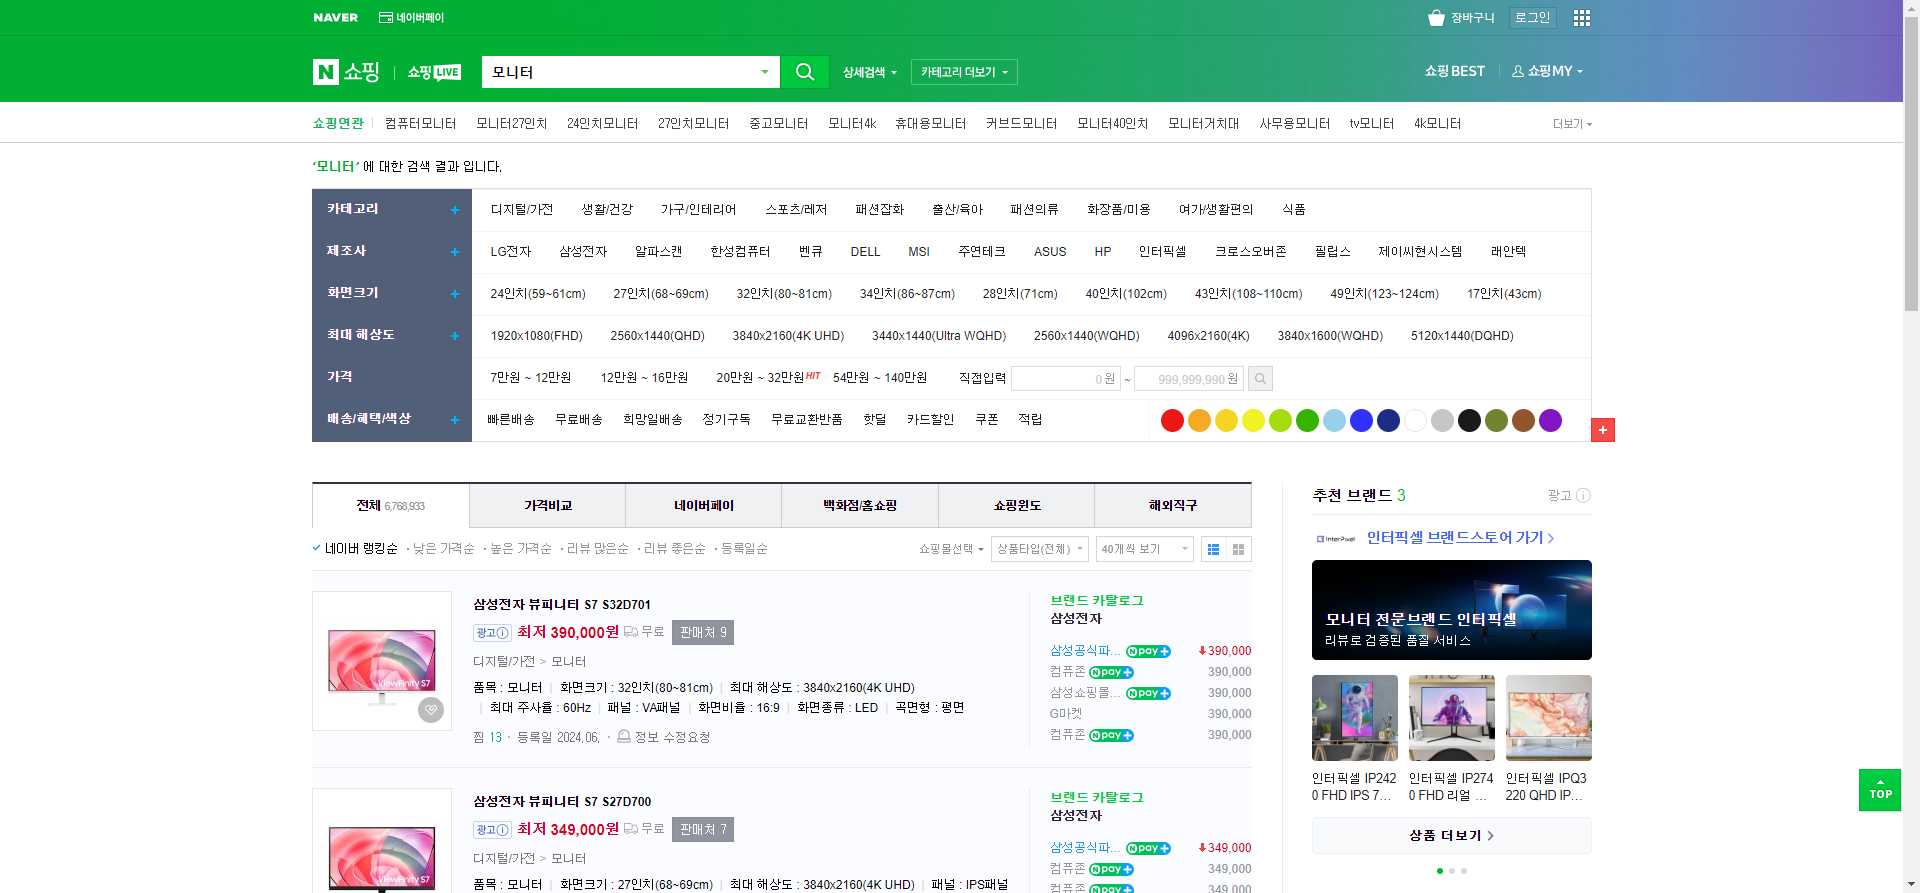 NAVER 네이버페이 장바구니 로그인
N 쇼핑 쇼핑 LIVE 모니터 상세검색 카테고리 더보기 쇼핑BEST 쇼핑MY
쇼핑연관 컴퓨터모니터 모니터27인치 24인치모니터 27인치모니터 중고모니터 모니터4k 휴대용모니터 커브드모니터 모니터40인치 모니터거치대 사무용모니터 tv모니터 4k모니터 더보기
'모니터' 에 대한 검색 결과 입니다.
카테고리 + 디지털/가전 생활/건강 가구/인테리어 스포츠/레저 패션잡화 출산/육아 패션의류 화장품/미용 여가/생활편의 식품
제조사 + LG전자 삼성전자 알파스캔 한성컴퓨터 벤큐 DELL MSI 주연테크 ASUS HP 인터픽셀 크로스오버존 필립스 제이씨현시스템 래안텍
화면크기 + 24인치(59~61cm) 27인치(68~69cm) 32인치(80~81cm) 34인치(86~87cm) 28인치(71cm) 40인치(102cm) 43인치(108~110cm) 49인치(123~124cm) 17인치(43cm)
최대 해상도 + 1920x1080(FHD) 2560x1440(QHD) 3840x2160(4K UHD) 3440x1440(Ultra WQHD) 2560x1440(WQHD) 4096x2160(4K) 3840x1600(WQHD) 5120x1440(DQHD)
가격 7만원 ~ 12만원 12만원 ~ 16만원 20만원 ~ 32만원 HIT 54만원 ~ 140만원 직접입력 0 원 ~ 999,999,990 원
배송/혜택/색상 + 빠른배송 무료배송 희망일배송 정기구독 무료교환반품 핫딜 카드할인 쿠폰 적립
+
전체 6,768,933 가격비교 네이버페이 백화점/홈쇼핑 쇼핑윈도 해외직구
네이버 랭킹순 · 낮은 가격순 · 높은 가격순 · 리뷰 많은순 · 리뷰 좋은순 · 등록일순 쇼핑몰선택 상품타입(전체) 40개씩 보기
삼성전자 뷰피니티 S7 S32D701
광고 최저 390,000원 무료 판매처 9
디지털/가전 > 모니터
품목 : 모니터 | 화면크기 : 32인치(80~81cm) | 최대 해상도 : 3840x2160(4K UHD)
| 최대 주사율 : 60Hz | 패널 : VA패널 | 화면비율 : 16:9 | 화면종류 : LED | 곡면형 : 평면
찜 13 · 등록일 2024.06. · 정보 수정요청
ViewFinity S7
브랜드 카탈로그
삼성전자
삼성공식파... N pay+ 390,000
컴퓨존 N pay+ 390,000
삼성쇼핑몰... N pay+ 390,000
G마켓 390,000
컴퓨존 N pay+ 390,000
삼성전자 뷰피니티 S7 S27D700
광고 최저 349,000원 무료 판매처 7
디지털/가전 > 모니터
품목 : 모니터 | 화면크기 : 27인치(68~69cm) | 최대 해상도 : 3840x2160(4K UHD) | 패널 : IPS패널
ViewFinity S7
브랜드 카탈로그
삼성전자
삼성공식파... N pay+ 349,000
컴퓨존 N pay+ 349,000
컴퓨존 N pay+ 349,000
추천 브랜드 3 광고
InterPixel 인터픽셀 브랜드스토어 가기
모니터 전문브랜드 인터픽셀
리뷰로 검증된 품질 서비스
인터픽셀 IP242
0 FHD IPS 7...
인터픽셀 IP274
0 FHD 리얼 ...
인터픽셀 IPQ3
220 QHD IP...
상품 더보기
TOP